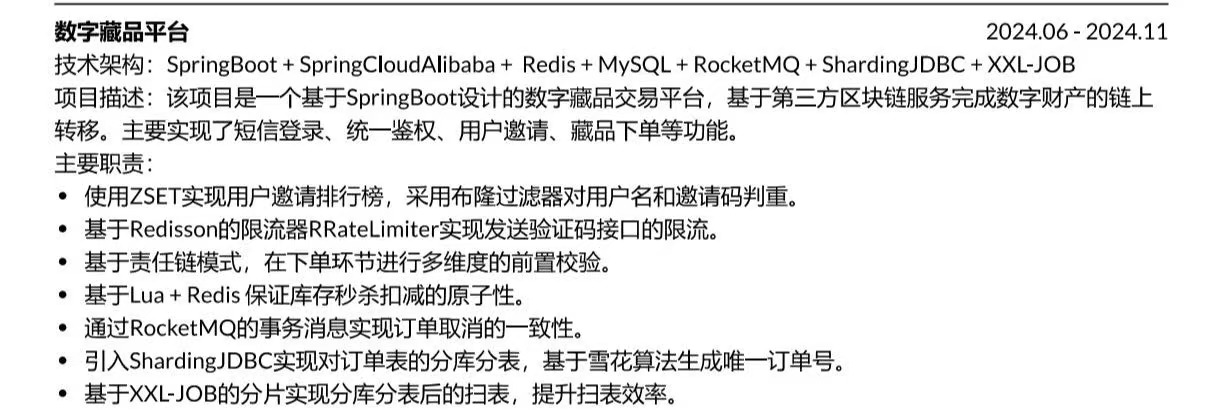 数字藏品平台 2024.06 - 2024.11
技术架构：SpringBoot + SpringCloudAlibaba + Redis + MySQL + RocketMQ + ShardingJDBC + XXL-JOB
项目描述：该项目是一个基于SpringBoot设计的数字藏品交易平台，基于第三方区块链服务完成数字财产的链上
转移。主要实现了短信登录、统一鉴权、用户邀请、藏品下单等功能。
主要职责：
• 使用ZSET实现用户邀请排行榜，采用布隆过滤器对用户名和邀请码判重。
• 基于Redisson的限流器RRateLimiter实现发送验证码接口的限流。
• 基于责任链模式，在下单环节进行多维度的前置校验。
• 基于Lua + Redis 保证库存秒杀扣减的原子性。
• 通过RocketMQ的事务消息实现订单取消的一致性。
• 引入ShardingJDBC实现对订单表的分库分表，基于雪花算法生成唯一订单号。
• 基于XXL-JOB的分片实现分库分表后的扫表，提升扫表效率。